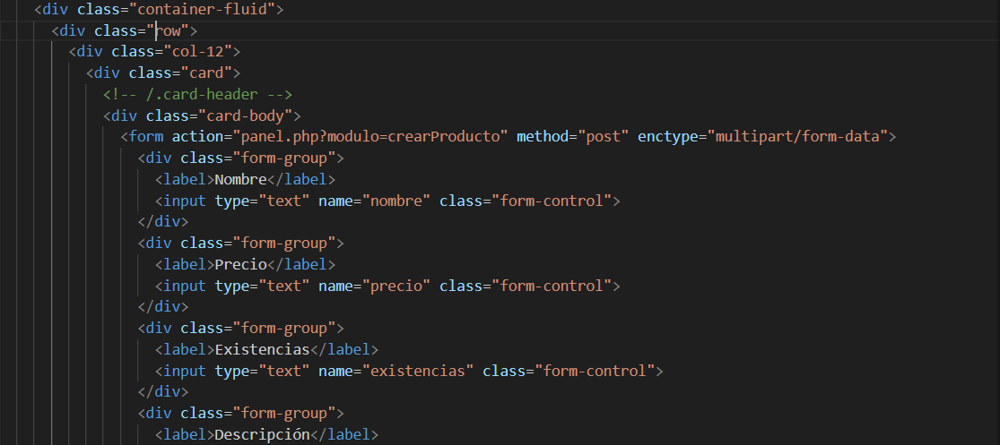 <div class="container-fluid">
<div class="row">
<div class="col-12">
<div class="card">
<!-- /.card-header -->
<div class="card-body">
<form action="panel.php?modulo=crearProducto" method="post" enctype="multipart/form-data">
<div class="form-group">
<label>Nombre</label>
<input type="text" name="nombre" class="form-control">
</div>
<div class="form-group">
<label>Precio</label>
<input type="text" name="precio" class="form-control">
</div>
<div class="form-group">
<label>Existencias</label>
<input type="text" name="existencias" class="form-control">
</div>
<div class="form-group">
<label>Descripción</label>